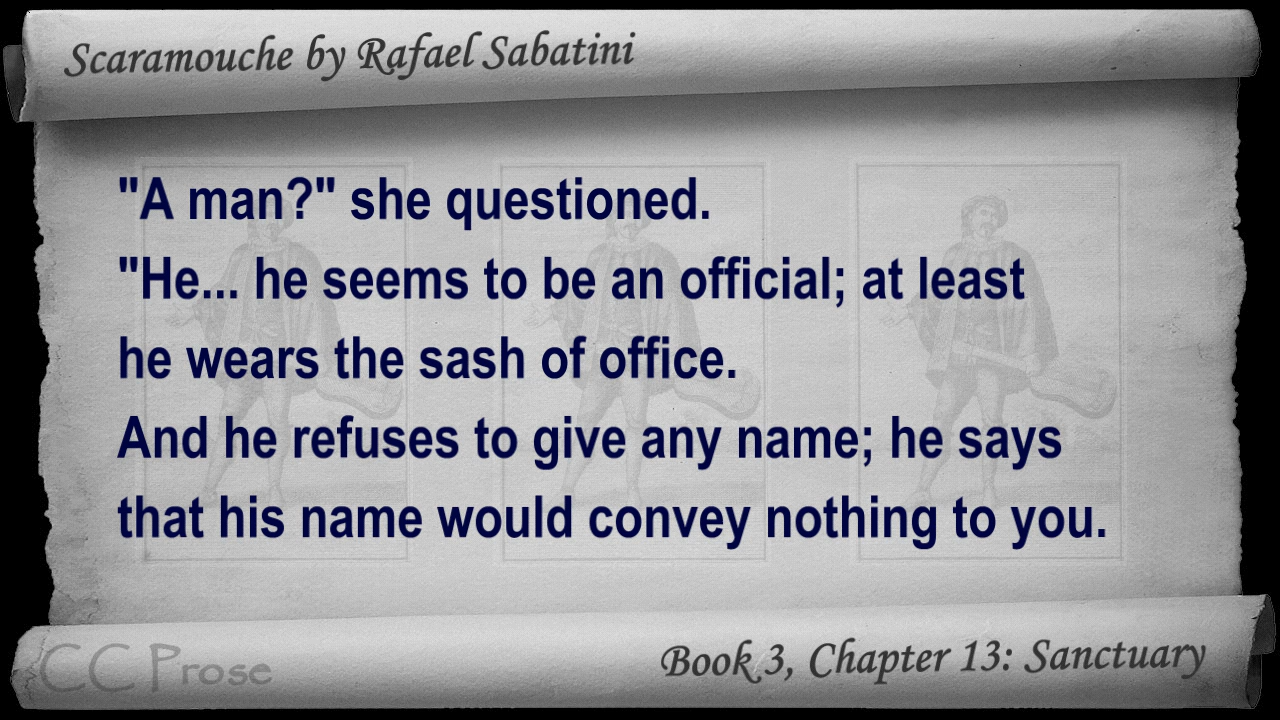 Scaramouche by Rafael Sabatini
"A man?" she questioned.
"He... he seems to be an official; at least
he wears the sash of office.
And he refuses to give any name; he says
that his name would convey nothing to you.
CC Prose
Book 3, Chapter 13: Sanctuary